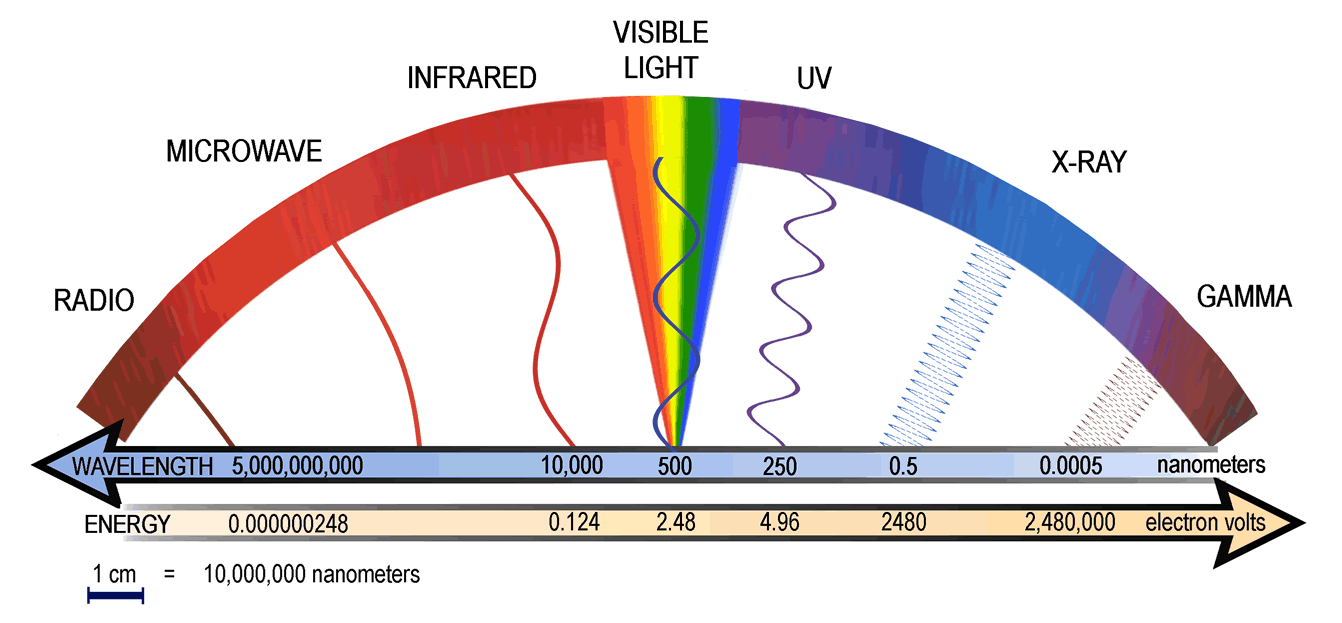 VISIBLE
LIGHT
INFRARED
UV
MICROWAVE
X-RAY
RADIO
GAMMA
WAVELENGTH 5,000,000,000 10,000 500 250 0.5 0.0005 nanometers
ENERGY 0.000000248 0.124 2.48 4.96 2480 2,480,000 electron volts
1 cm = 10,000,000 nanometers